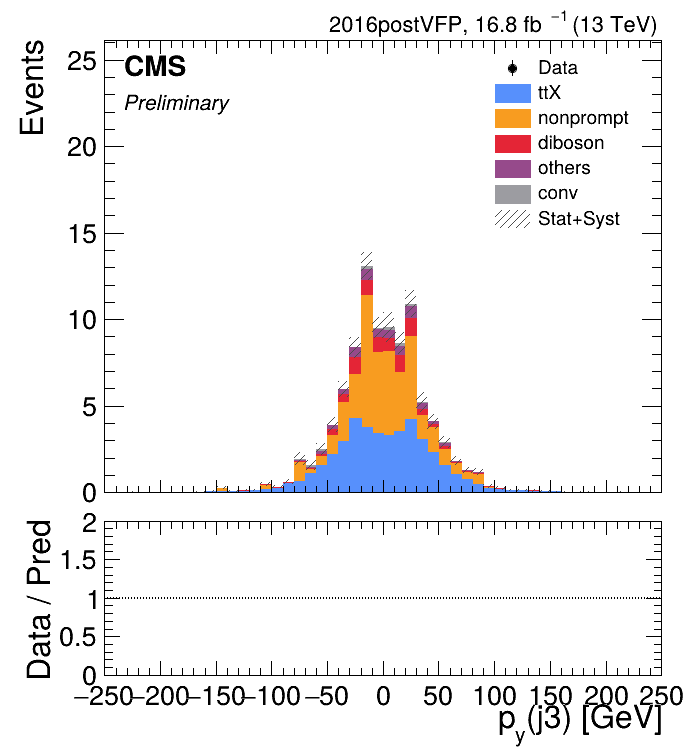 2016postVFP, 16.8 fb⁻¹ (13 TeV)
CMS
Preliminary
Events
25
20
15
10
5
0
Data
ttX
nonprompt
diboson
others
conv
Stat+Syst
Data / Pred
2
1.5
1
0.5
0
−250 −200 −150 −100 −50 0 50 100 150 200 250
p_y(j3) [GeV]